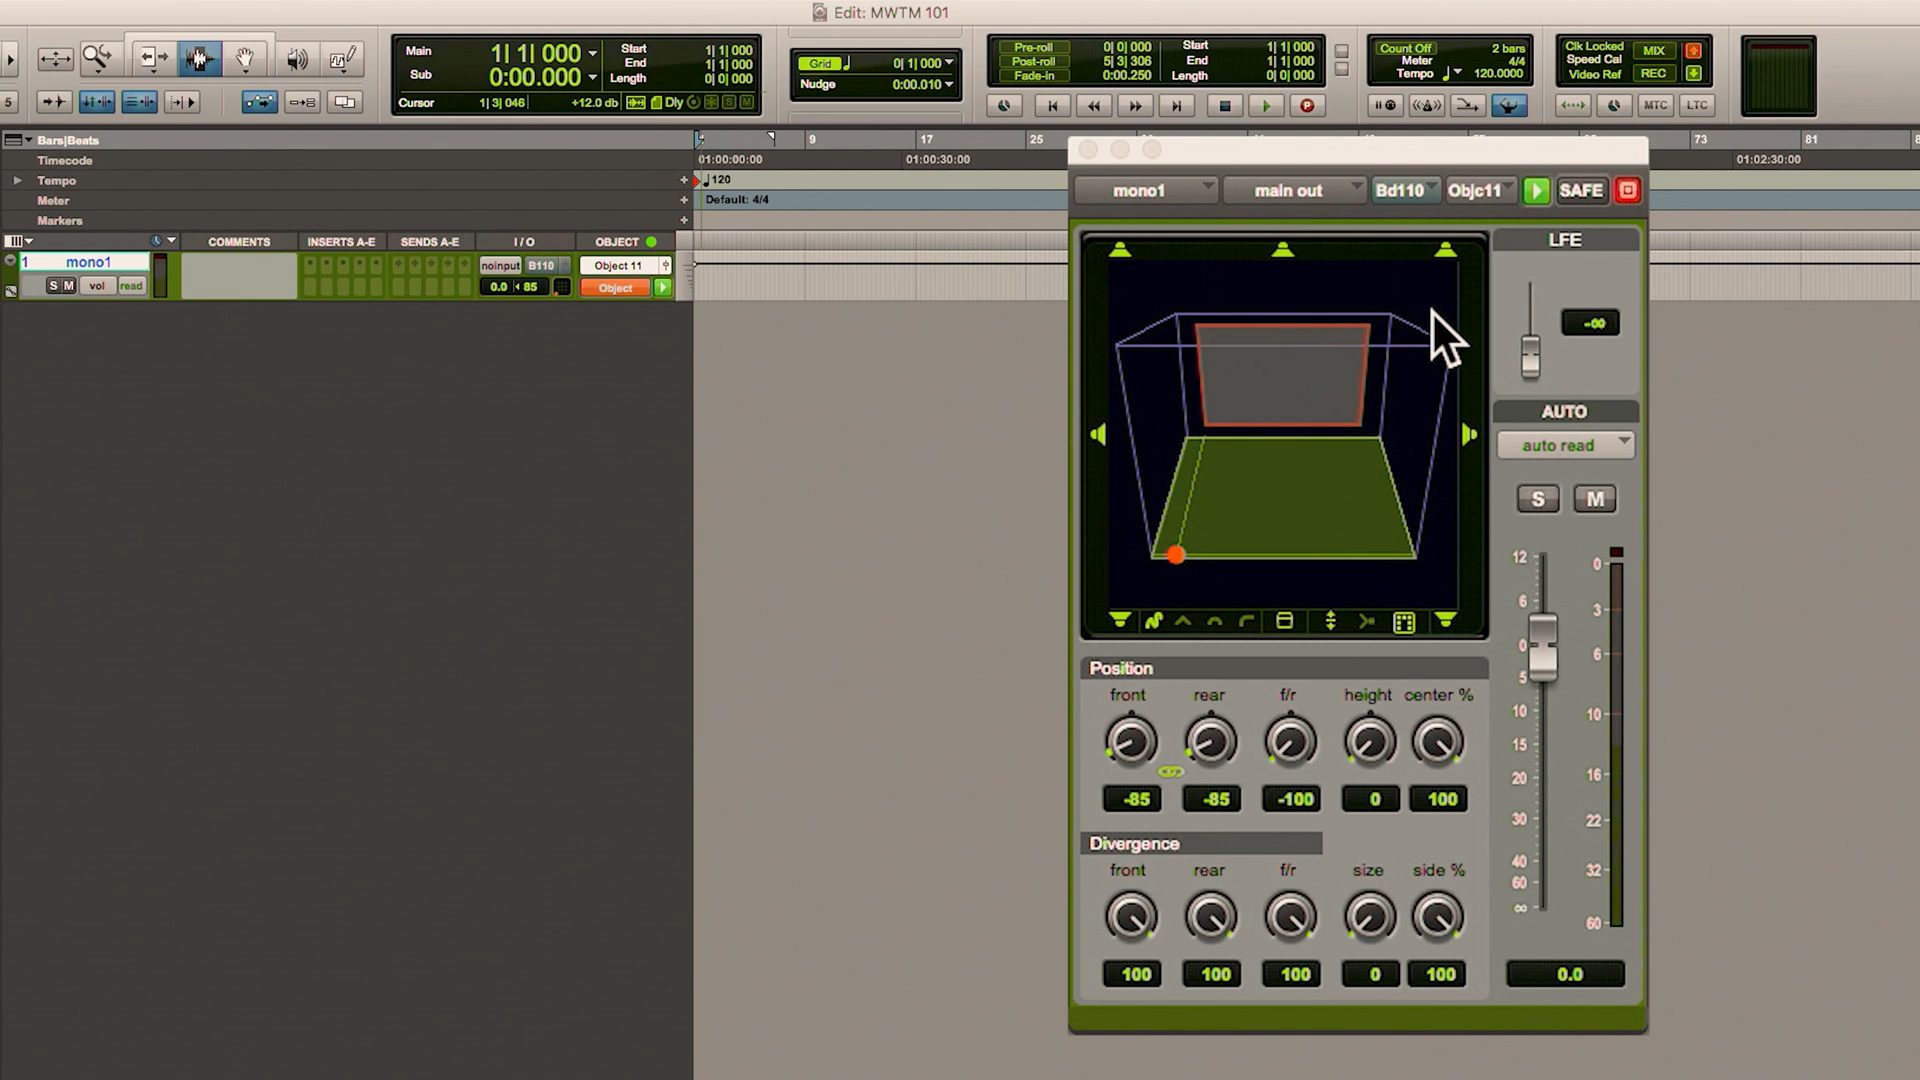 Edit: MWTM 101
Main 1| 1| 000
Sub 0:00.000
Start 1| 1| 000
End 1| 1| 000
Length 0| 0| 000
Cursor 1| 3| 046 +12.0 db Dly S M
Grid 0| 1| 000
Nudge 0:00.010
Pre-roll 0| 0| 000
Post-roll 5| 3| 306
Fade-in 0:00.250
Start 1| 1| 000
End 1| 1| 000
Length 0| 0| 000
Count Off 2 bars
Meter 4/4
Tempo 120.0000
Clk Locked MIX
Speed Cal
Video Ref REC
MTC LTC
5
Bars|Beats 9 17 25 73 81
Timecode 01:00:00:00 01:00:30:00 01:02:30:00
Tempo + 120
Meter + Default: 4/4
Markers +
COMMENTS INSERTS A-E SENDS A-E I / O OBJECT
1 mono1 noinput B110 Object 11
S M vol read 0.0 85 Object
mono1 main out Bd110 Objc11 SAFE
LFE
-∞
AUTO
auto read
S M
12
6
0
5
10
15
20
30
40
60
∞
0
3
6
10
16
22
32
60
0.0
Position
front rear f/r height center %
-85 -85 -100 0 100
Divergence
front rear f/r size side %
100 100 100 0 100